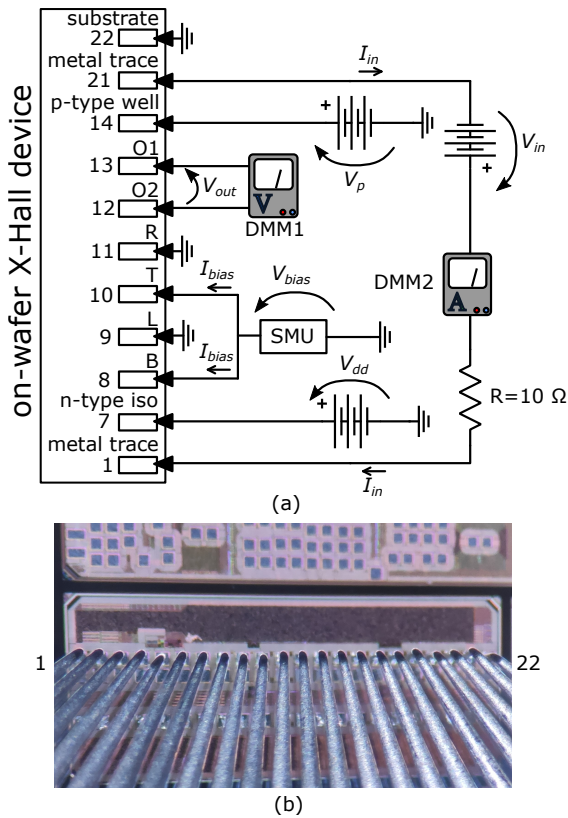 on-wafer X-Hall device
substrate
22
metal trace
21
p-type well
14
O1
13
O2
12
R
11
T
10
L
9
B
8
n-type iso
7
metal trace
1
I_in
+
V_p
V_in
+
V_out
V
DMM1
DMM2
A
I_bias
V_bias
SMU
I_bias
V_dd
+
R=10 Ω
I_in
(a)
1
22
(b)